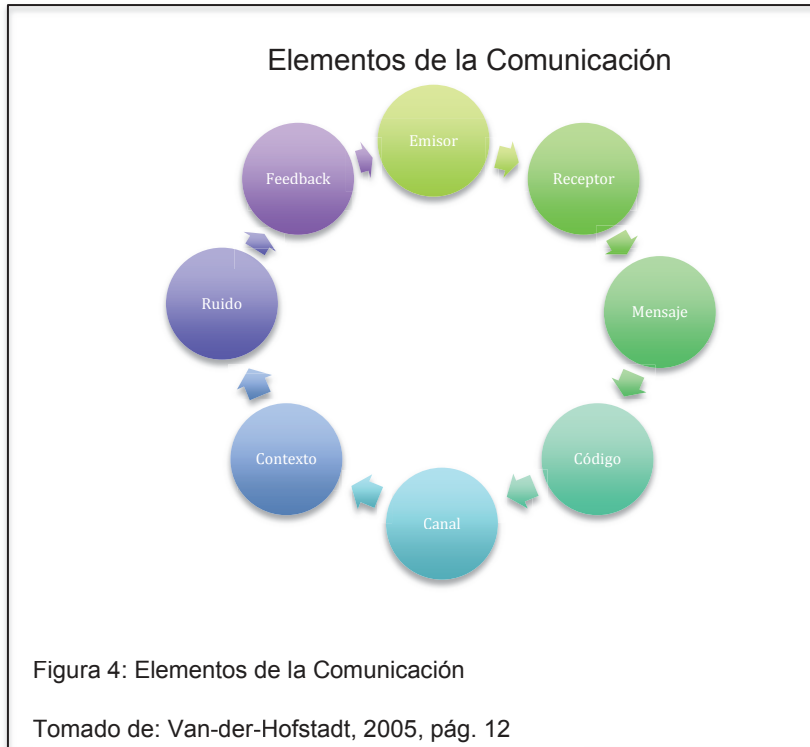 Elementos de la Comunicación
Emisor
Receptor
Mensaje
Código
Canal
Contexto
Ruido
Feedback
Figura 4: Elementos de la Comunicación
Tomado de: Van-der-Hofstadt, 2005, pág. 12